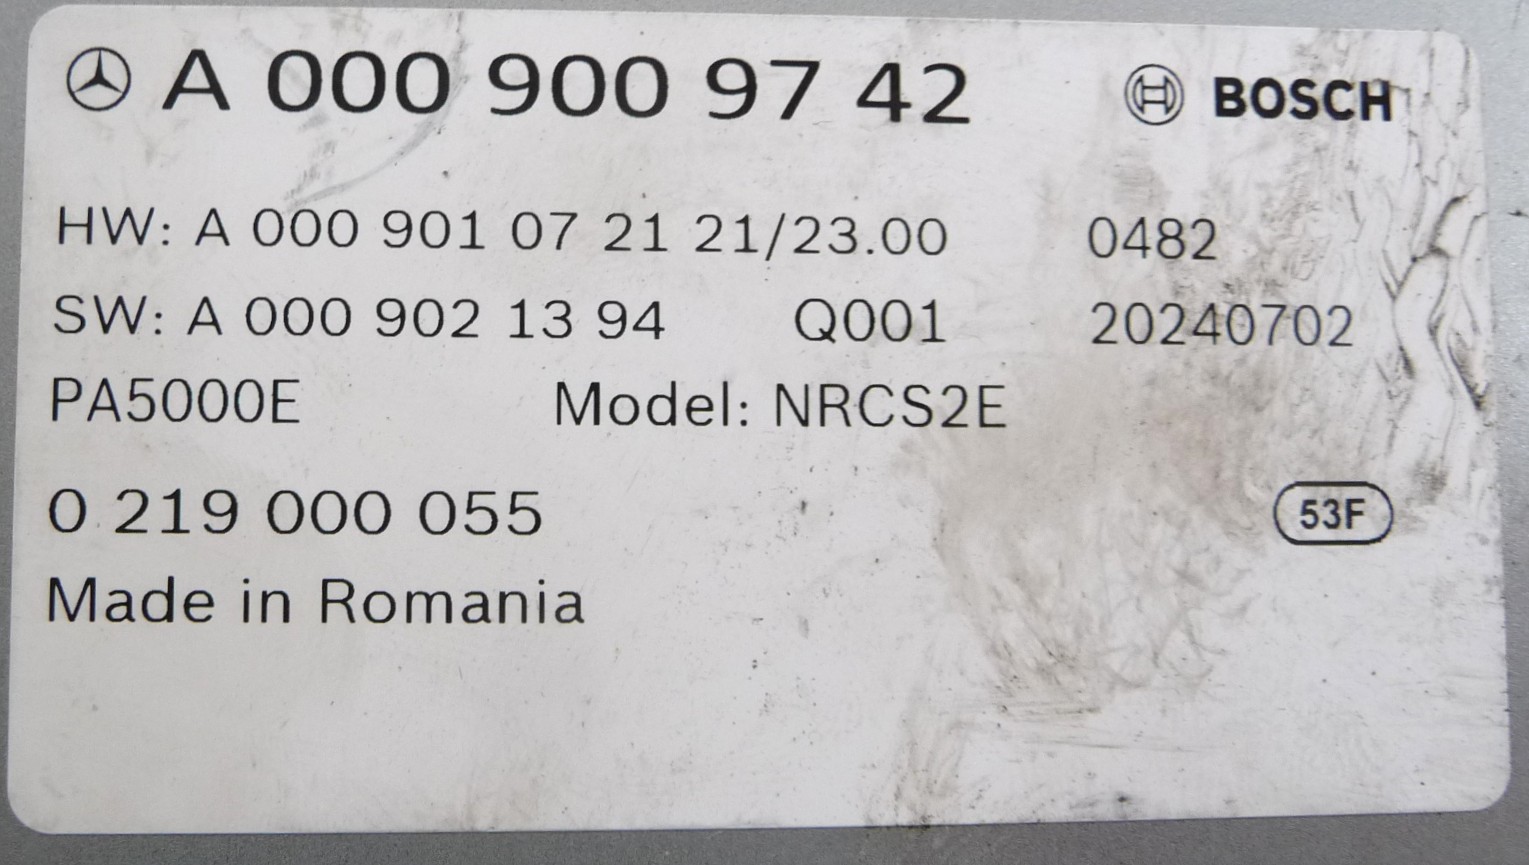 A 000 900 97 42 BOSCH
HW: A 000 901 07 21 21/23.00 0482
SW: A 000 902 13 94 Q001 20240702
PA5000E Model: NRCS2E
0 219 000 055 53F
Made in Romania